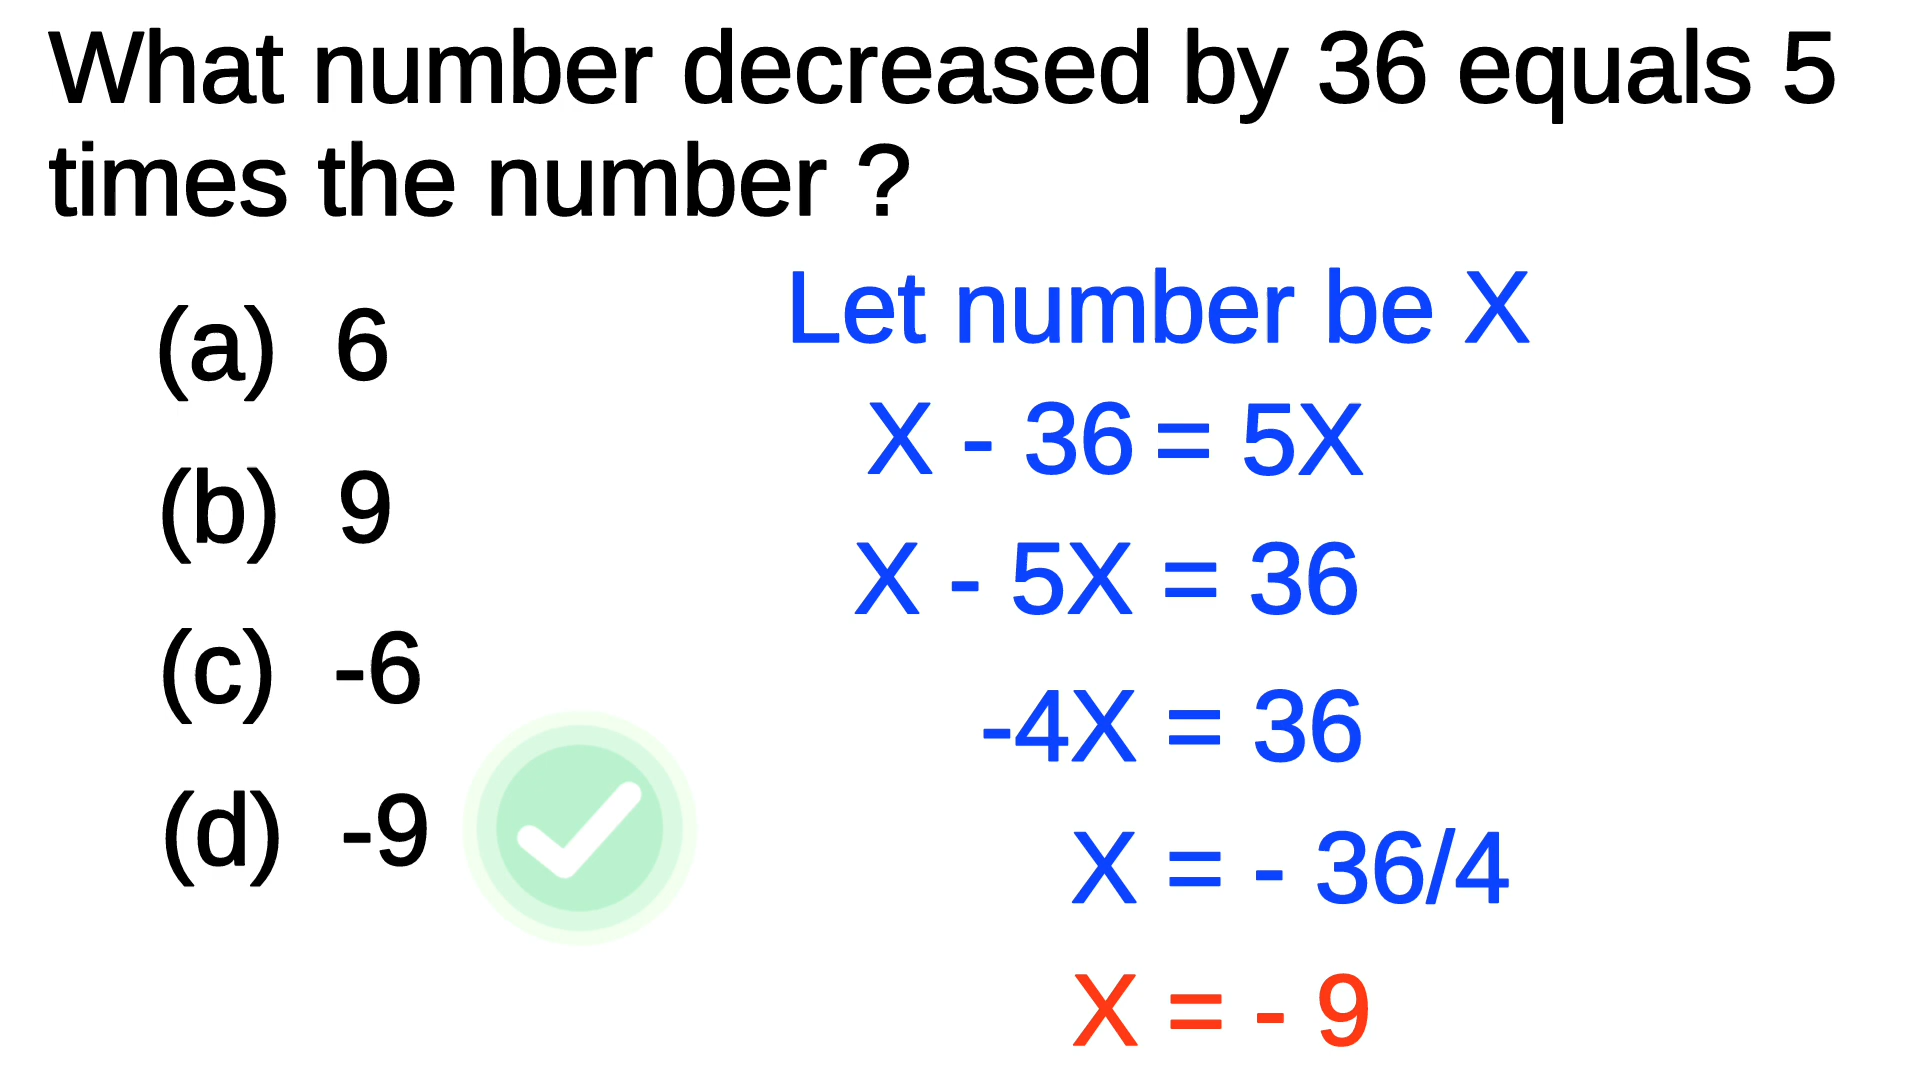 What number decreased by 36 equals 5
times the number ?
(a) 6
(b) 9
(c) -6
(d) -9
Let number be X
X - 36 = 5X
X - 5X = 36
-4X = 36
X = - 36/4
X = - 9